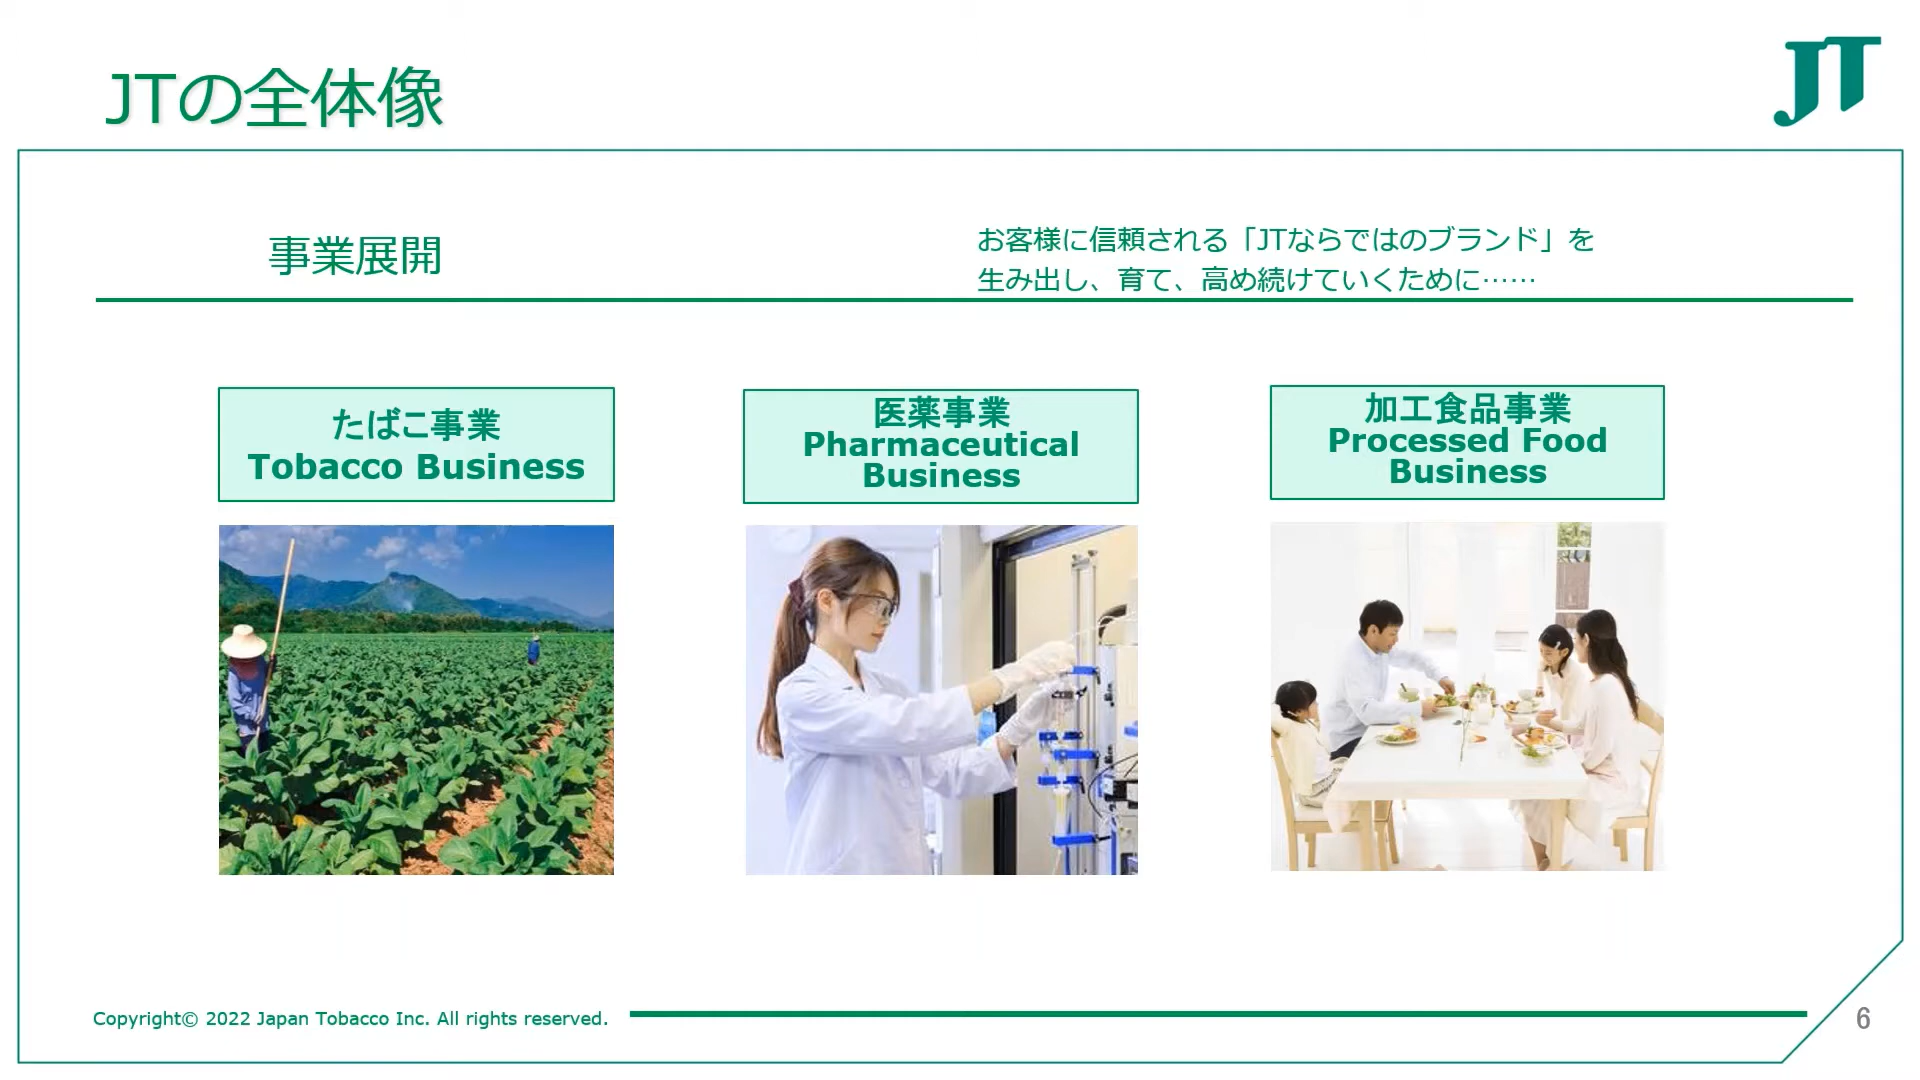 JTの全体像
JT
事業展開
お客様に信頼される「JTならではのブランド」を
生み出し、育て、高め続けていくために……
たばこ事業
Tobacco Business
医薬事業
Pharmaceutical
Business
加工食品事業
Processed Food
Business
Copyright© 2022 Japan Tobacco Inc. All rights reserved.
6